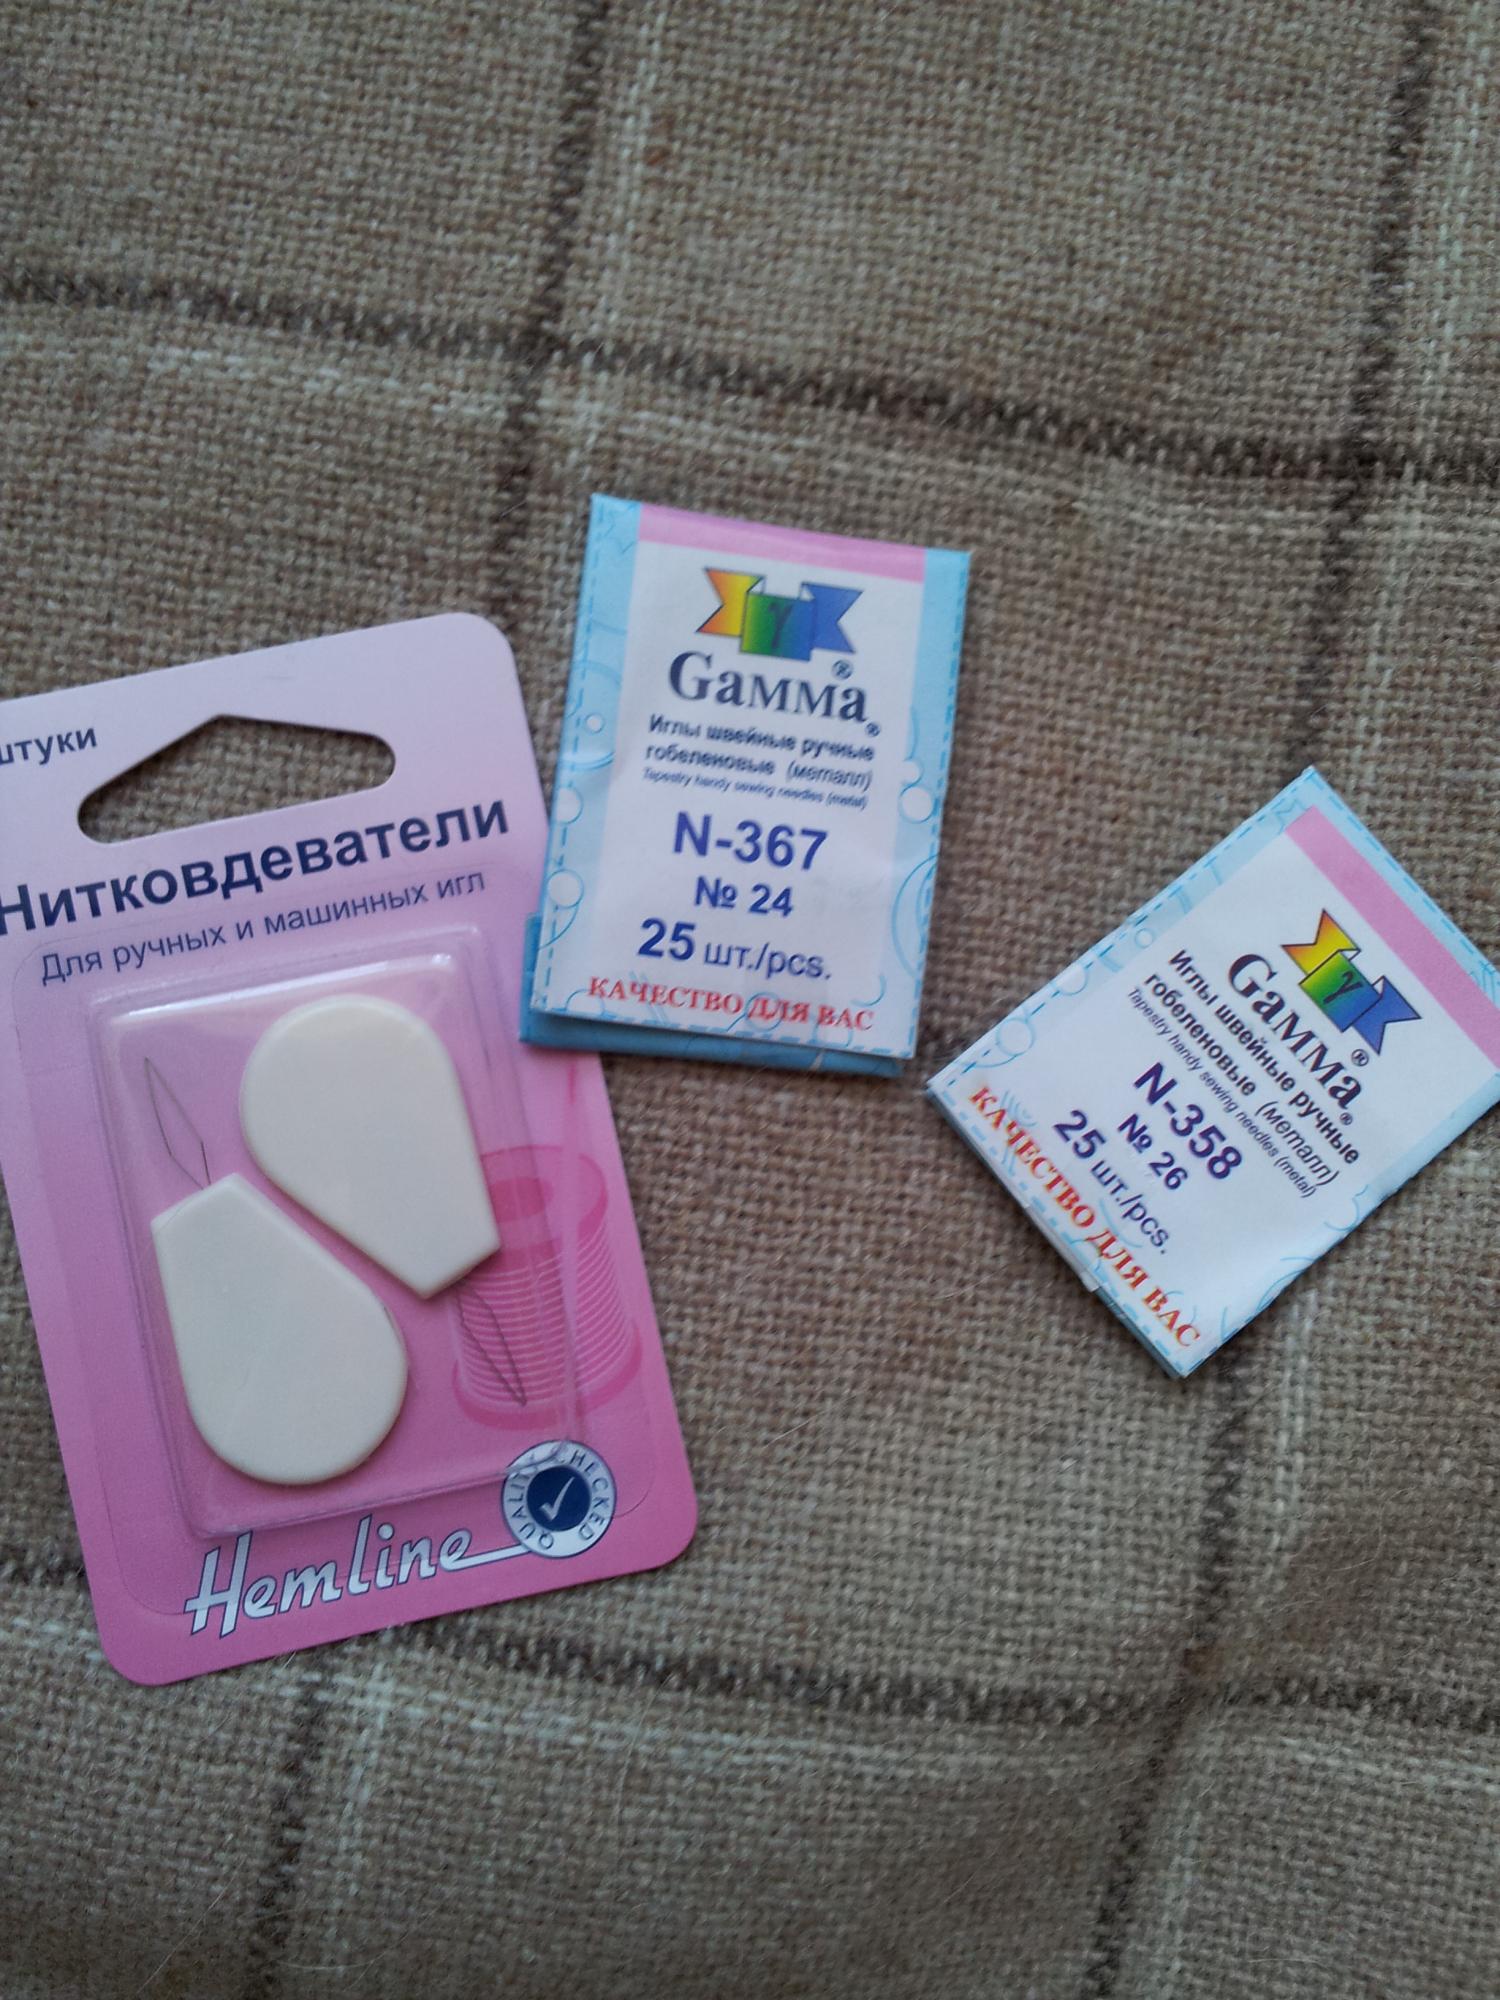 штуки
Нитковдеватели
Для ручных и машинных игл
QUALITY CHECKED
Hemline
γ
Gamma®
Иглы швейные ручные
гобеленовые (металл)
Tapestry handy sewing needles (metal)
N-367
№ 24
25 шт./pcs.
КАЧЕСТВО ДЛЯ ВАС
γ
Gamma®
Иглы швейные ручные
гобеленовые (металл)
Tapestry handy sewing needles (metal)
N-358
№ 26
25 шт./pcs.
КАЧЕСТВО ДЛЯ ВАС